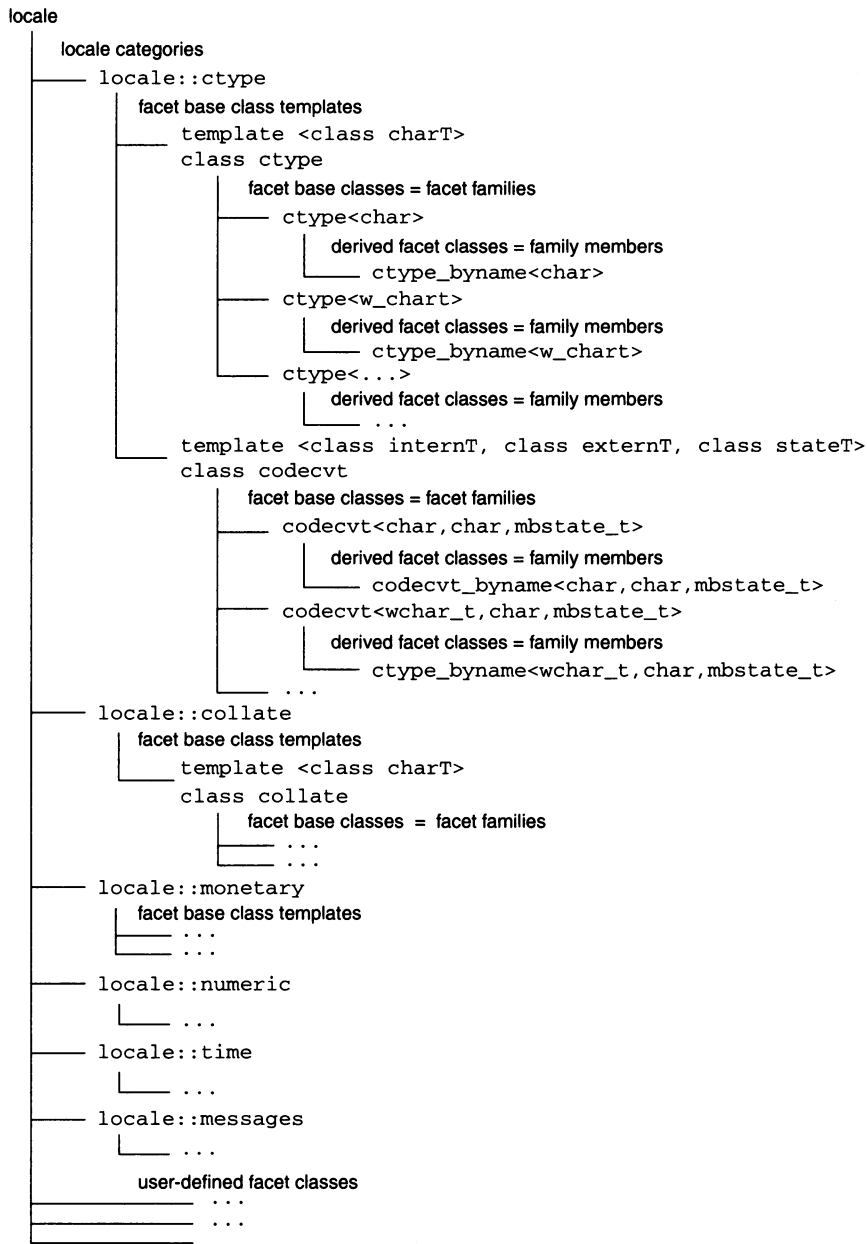 locale
locale categories
locale::ctype
facet base class templates
template <class charT>
class ctype
facet base classes = facet families
ctype<char>
derived facet classes = family members
ctype_byname<char>
ctype<w_chart>
derived facet classes = family members
ctype_byname<w_chart>
ctype<...>
derived facet classes = family members
...
template <class internT, class externT, class stateT>
class codecvt
facet base classes = facet families
codecvt<char,char,mbstate_t>
derived facet classes = family members
codecvt_byname<char,char,mbstate_t>
codecvt<wchar_t,char,mbstate_t>
derived facet classes = family members
ctype_byname<wchar_t,char,mbstate_t>
...
locale::collate
facet base class templates
template <class charT>
class collate
facet base classes = facet families
...
...
locale::monetary
facet base class templates
...
...
locale::numeric
...
locale::time
...
locale::messages
...
user-defined facet classes
...
...